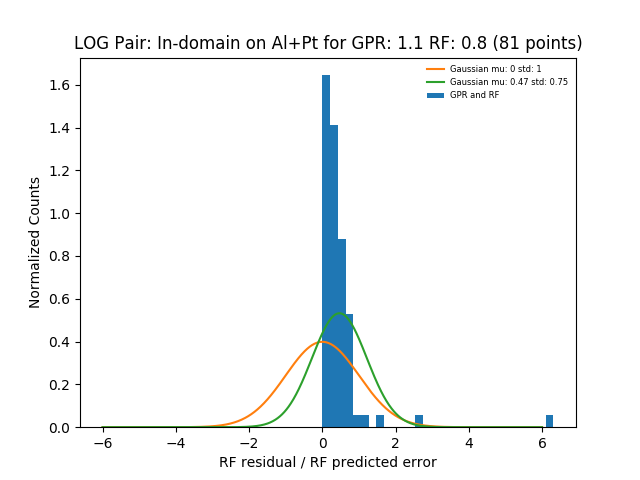 LOG Pair: In-domain on Al+Pt for GPR: 1.1 RF: 0.8 (81 points)
Gaussian mu: 0 std: 1
Gaussian mu: 0.47 std: 0.75
GPR and RF
Normalized Counts
1.6
1.4
1.2
1.0
0.8
0.6
0.4
0.2
0.0
−6 −4 −2 0 2 4 6
RF residual / RF predicted error